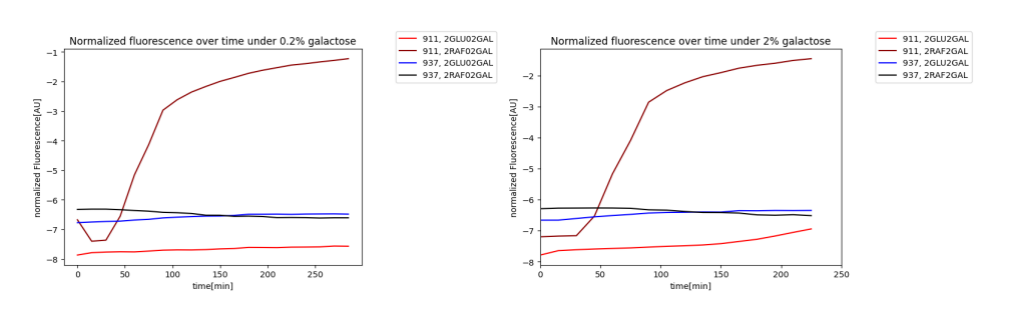 Normalized fluorescence over time under 0.2% galactose
911, 2GLU02GAL
911, 2RAF02GAL
937, 2GLU02GAL
937, 2RAF02GAL
normalized Fluorescence[AU]
−1
−2
−3
−4
−5
−6
−7
−8
0 50 100 150 200 250
time[min]
Normalized fluorescence over time under 2% galactose
911, 2GLU2GAL
911, 2RAF2GAL
937, 2GLU2GAL
937, 2RAF2GAL
normalized Fluorescence[AU]
−2
−3
−4
−5
−6
−7
−8
0 50 100 150 200 250
time[min]